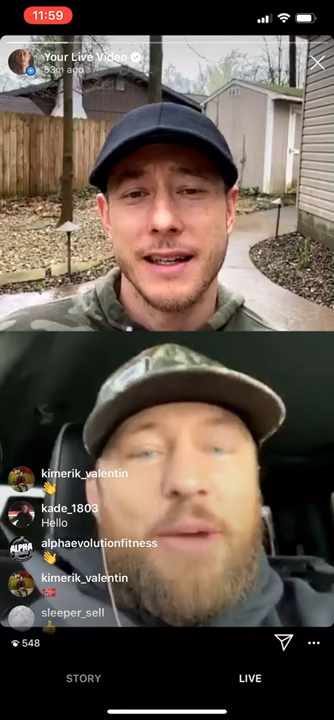 11:59
Your Live Video
53m ago
kimerik_valentin
kade_1803
Hello
ALPHA
alphaevolutionfitness
kimerik_valentin
sleeper_sell
548
STORY
LIVE